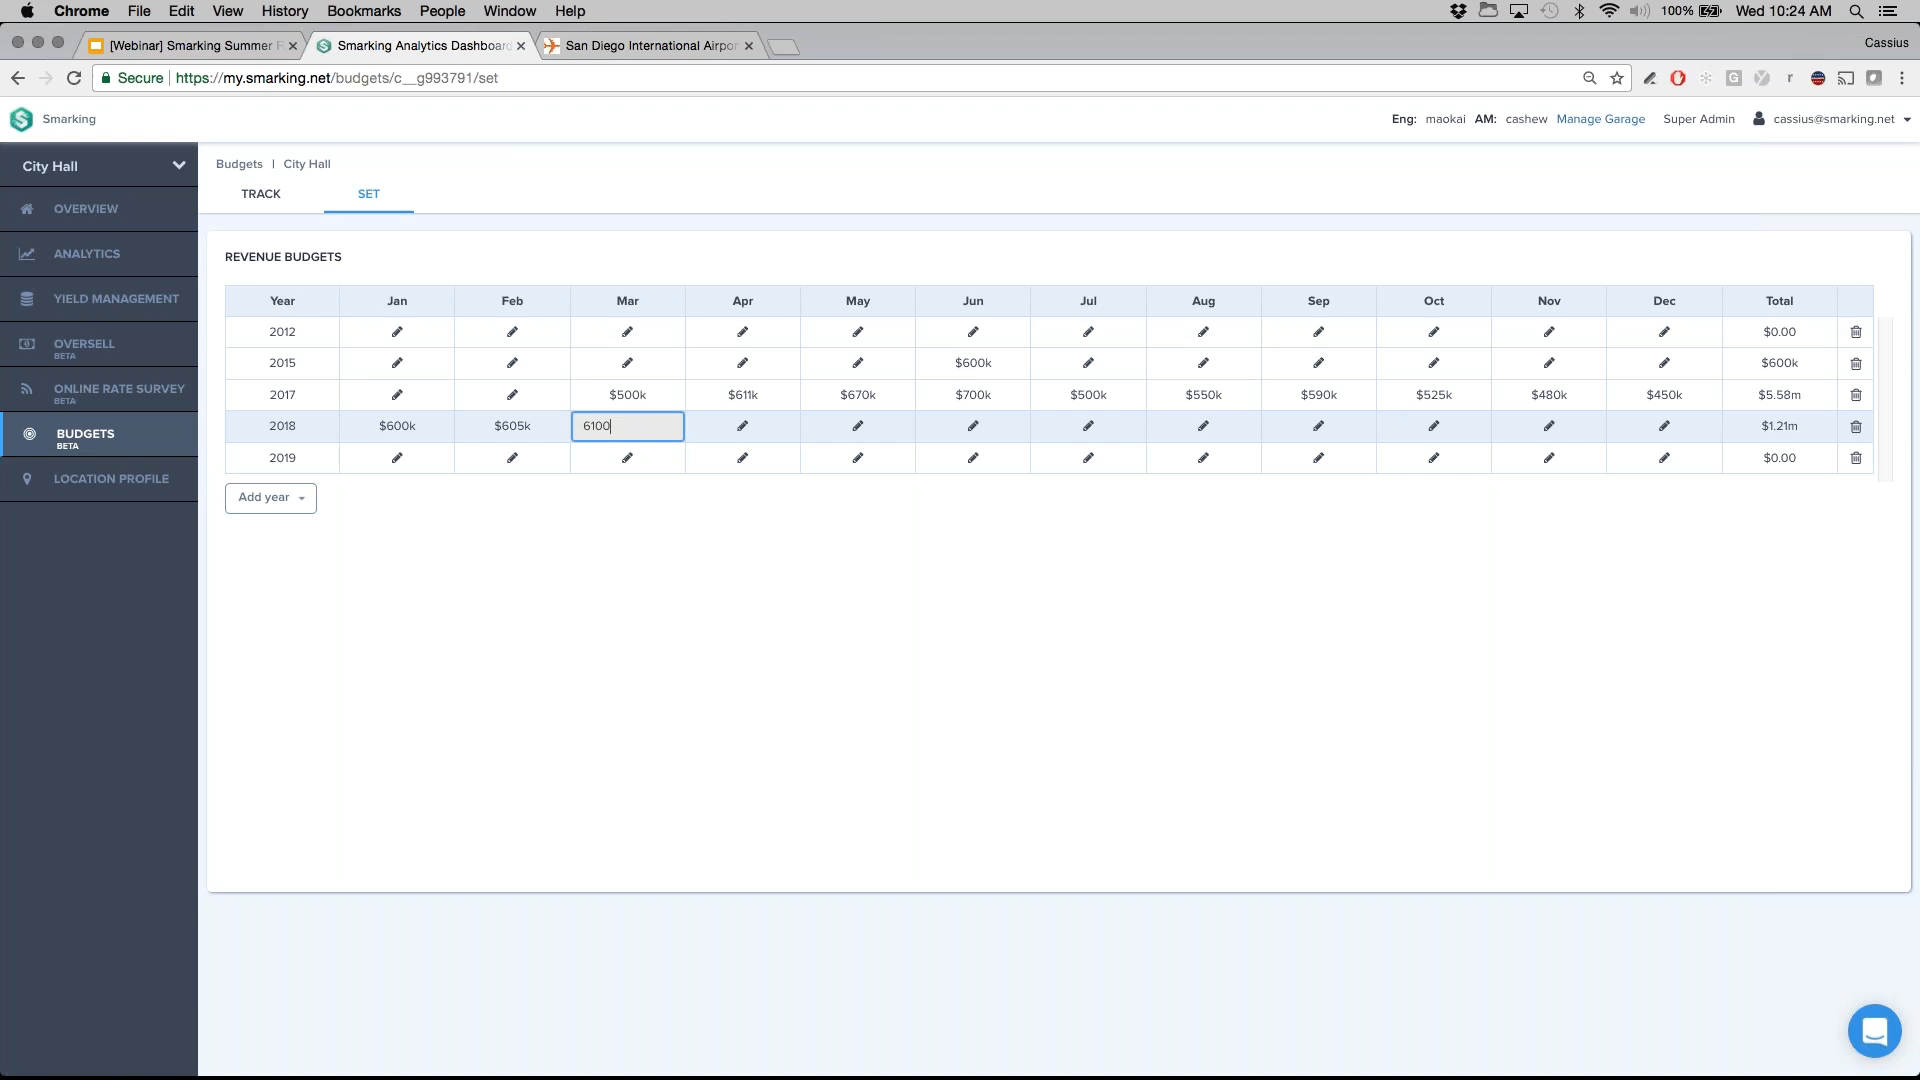 Chrome File Edit View History Bookmarks People Window Help 100% Wed 10:24 AM
[Webinar] Smarking Summer Smarking Analytics Dashboard San Diego International Airpor Cassius
Secure https://my.smarking.net/budgets/c__g993791/set
Smarking Eng: maokai AM: cashew Manage Garage Super Admin cassius@smarking.net
City Hall
OVERVIEW
ANALYTICS
YIELD MANAGEMENT
OVERSELL
BETA
ONLINE RATE SURVEY
BETA
BUDGETS
BETA
LOCATION PROFILE
Budgets | City Hall
TRACK SET
REVENUE BUDGETS
Year Jan Feb Mar Apr May Jun Jul Aug Sep Oct Nov Dec Total
2012 $0.00
2015 $600k $600k
2017 $500k $611k $670k $700k $500k $550k $590k $525k $480k $450k $5.58m
2018 $600k $605k 6100 $1.21m
2019 $0.00
Add year